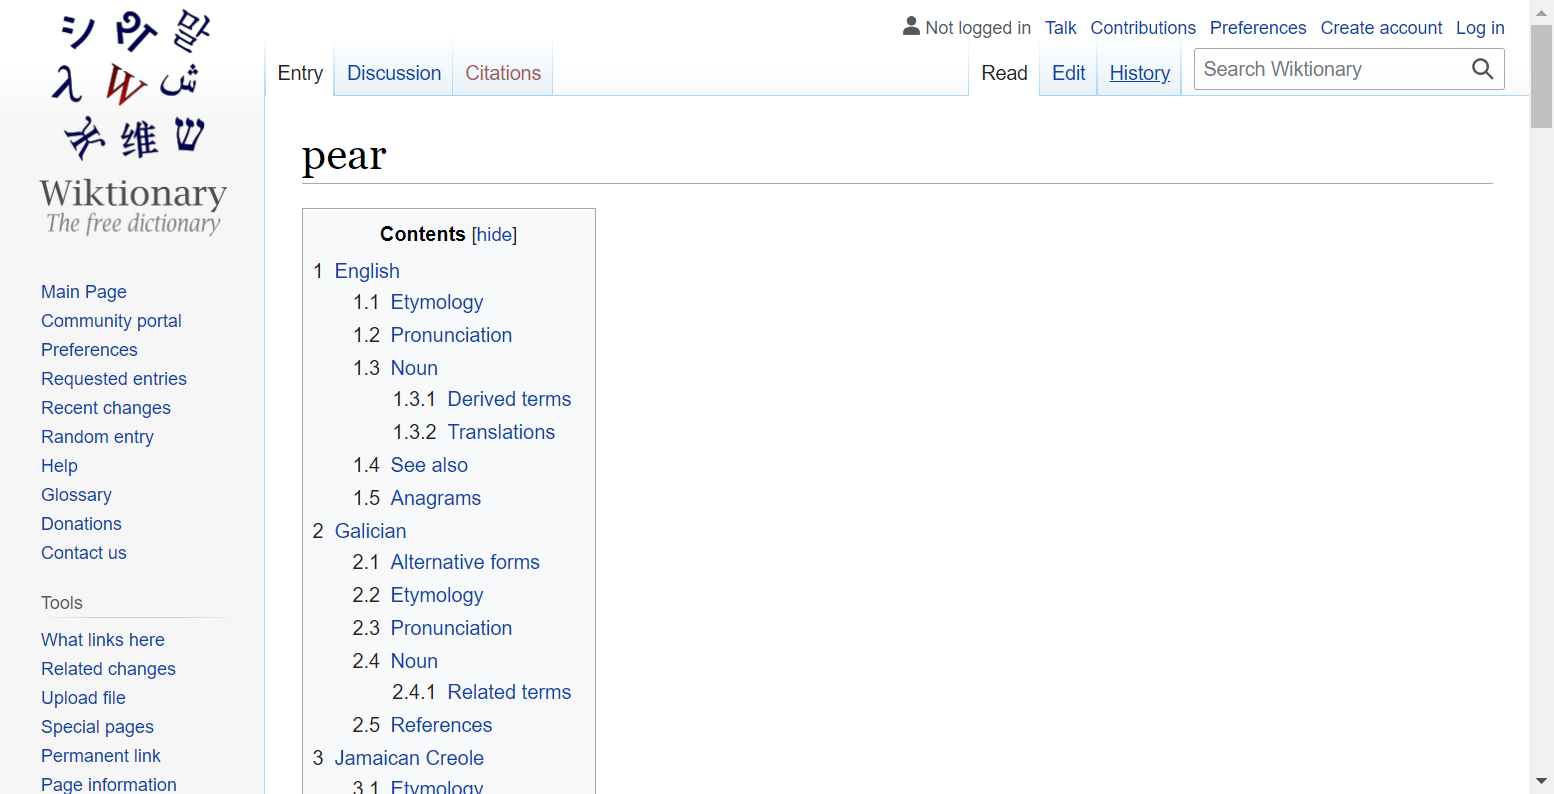 Not logged in Talk Contributions Preferences Create account Log in
Entry Discussion Citations Read Edit History Search Wiktionary
シ 말
λ W ش
维 ש
Wiktionary
The free dictionary
Main Page
Community portal
Preferences
Requested entries
Recent changes
Random entry
Help
Glossary
Donations
Contact us
Tools
What links here
Related changes
Upload file
Special pages
Permanent link
Page information
pear
Contents [hide]
1 English
1.1 Etymology
1.2 Pronunciation
1.3 Noun
1.3.1 Derived terms
1.3.2 Translations
1.4 See also
1.5 Anagrams
2 Galician
2.1 Alternative forms
2.2 Etymology
2.3 Pronunciation
2.4 Noun
2.4.1 Related terms
2.5 References
3 Jamaican Creole
3.1 Etymology